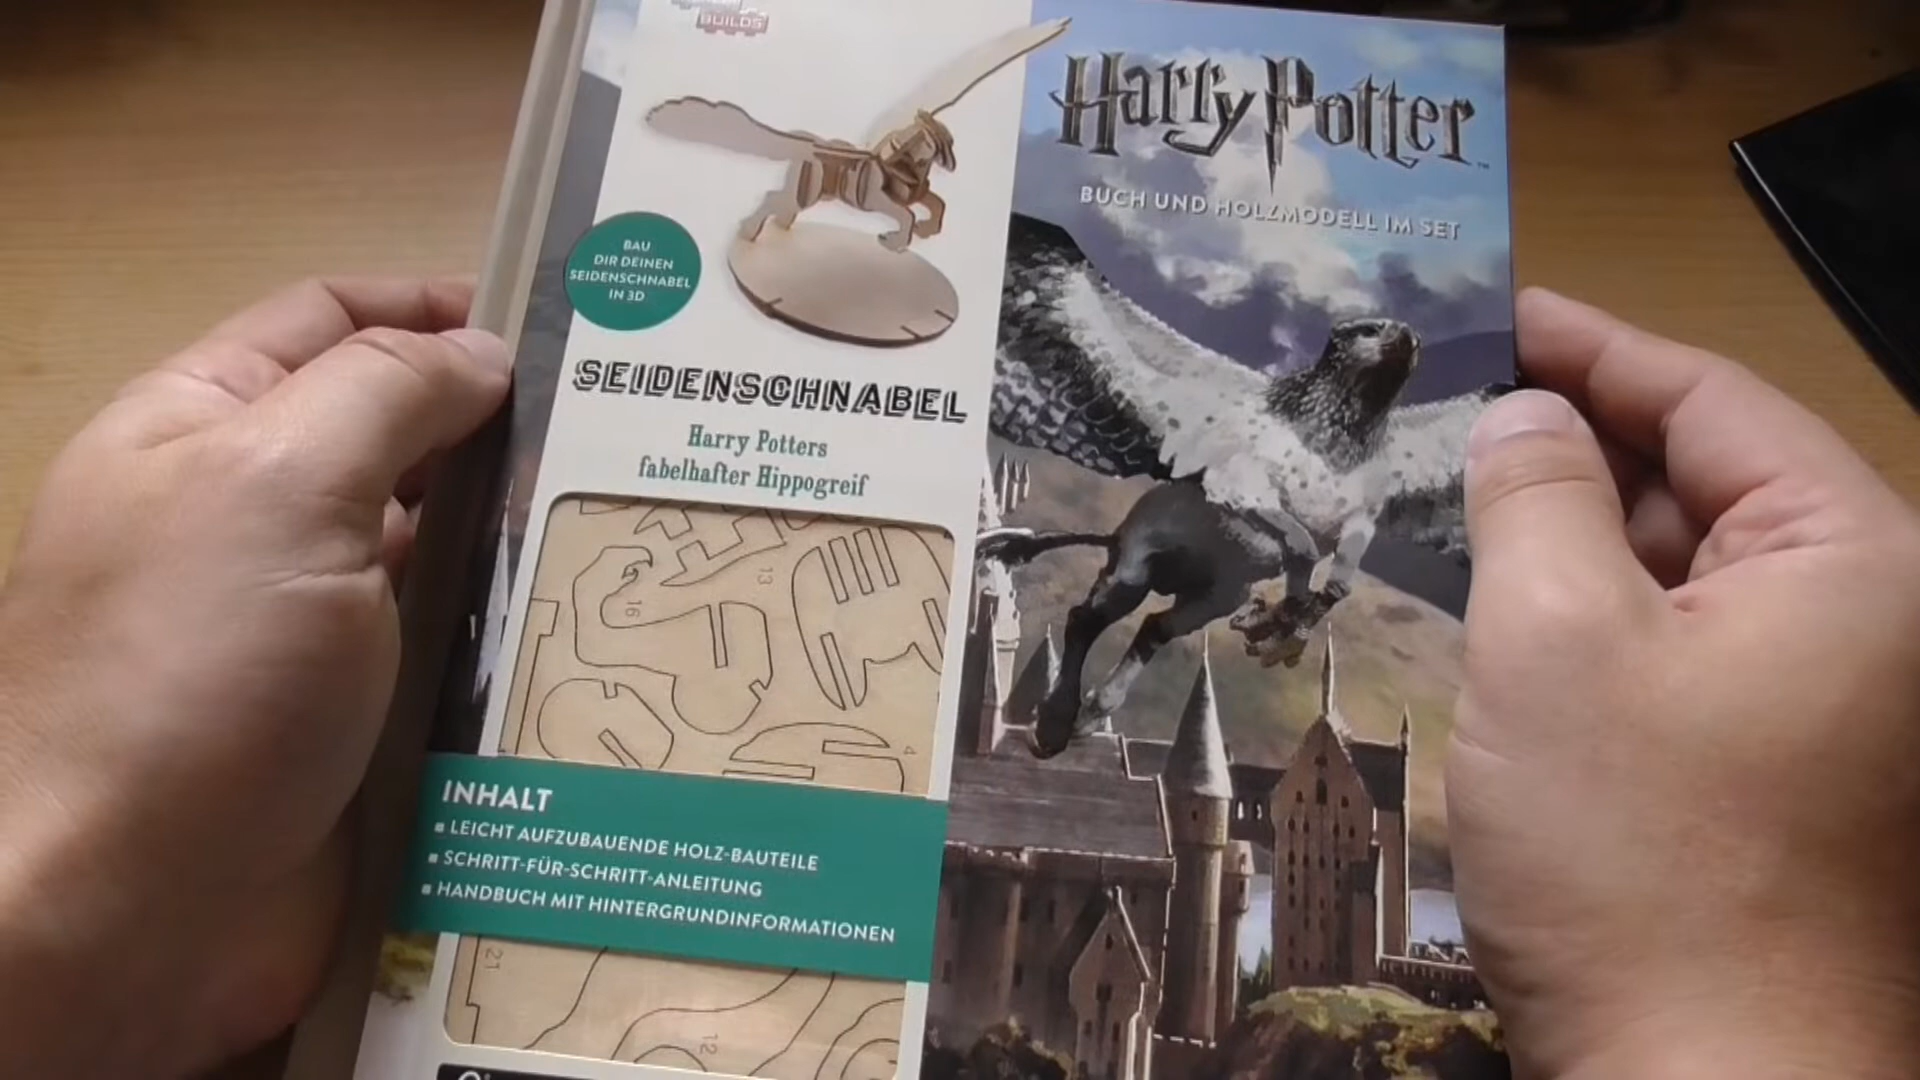 BUILDS
Harry Potter™
BUCH UND HOLZMODELL IM SET
BAU
DIR DEINEN
SEIDENSCHNABEL
IN 3D
SEIDENSCHNABEL
Harry Potters
fabelhafter Hippogreif
13
16
4
INHALT
▪ LEICHT AUFZUBAUENDE HOLZ-BAUTEILE
▪ SCHRITT-FÜR-SCHRITT-ANLEITUNG
▪ HANDBUCH MIT HINTERGRUNDINFORMATIONEN
21
12